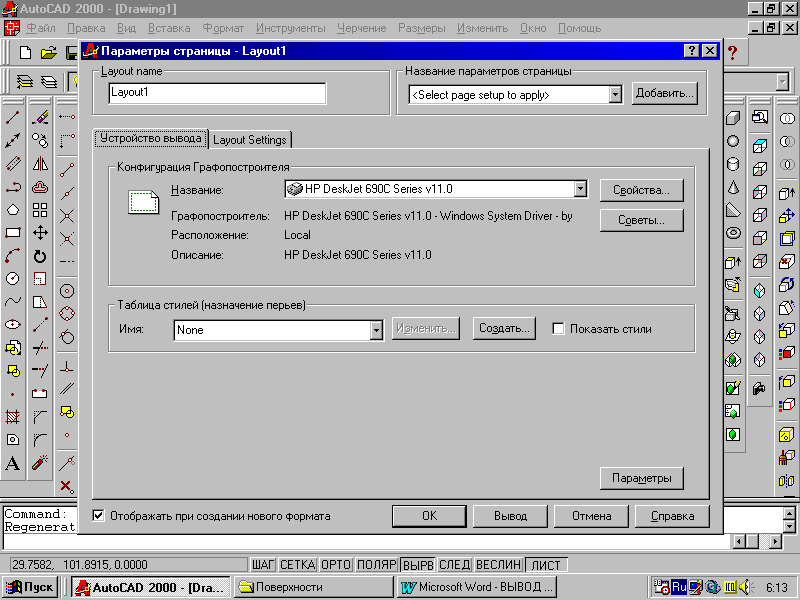 AutoCAD 2000 - [Drawing1]
Файл Правка Вид Вставка Формат Инструменты Черчение Размеры Изменить Окно Помощь
Параметры страницы - Layout1
Layout name
Layout1
Название параметров страницы
<Select page setup to apply>
Добавить...
Устройство вывода
Layout Settings
Конфигурация Графопостроителя
Название:
HP DeskJet 690C Series v11.0
Свойства...
Графопостроитель: HP DeskJet 690C Series v11.0 - Windows System Driver - by
Советы...
Расположение: Local
Описание: HP DeskJet 690C Series v11.0
Таблица стилей (назначение перьев)
Имя:
None
Изменить...
Создать...
Показать стили
Параметры
Отображать при создании нового формата
OK
Вывод
Отмена
Справка
Command:
Regenerat
29.7582, 101.8915, 0.0000
ШАГ СЕТКА ОРТО ПОЛЯР ВЫРВ СЛЕД ВЕСЛИН ЛИСТ
Пуск
AutoCAD 2000 - [Dra...
Поверхности
Microsoft Word - ВЫВОД ...
Ru
6:13